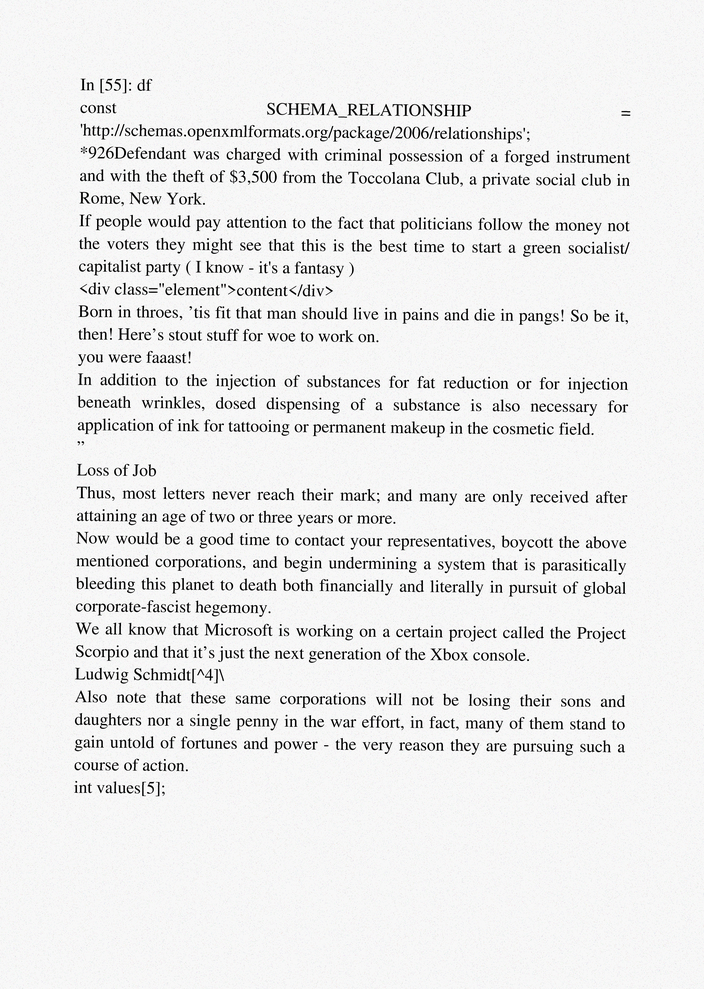 In [55]: df
const SCHEMA_RELATIONSHIP =
'http://schemas.openxmlformats.org/package/2006/relationships';
*926Defendant was charged with criminal possession of a forged instrument
and with the theft of $3,500 from the Toccolana Club, a private social club in
Rome, New York.
If people would pay attention to the fact that politicians follow the money not
the voters they might see that this is the best time to start a green socialist/
capitalist party ( I know - it's a fantasy )
<div class="element">content</div>
Born in throes, ’tis fit that man should live in pains and die in pangs! So be it,
then! Here’s stout stuff for woe to work on.
you were faaast!
In addition to the injection of substances for fat reduction or for injection
beneath wrinkles, dosed dispensing of a substance is also necessary for
application of ink for tattooing or permanent makeup in the cosmetic field.
”
Loss of Job
Thus, most letters never reach their mark; and many are only received after
attaining an age of two or three years or more.
Now would be a good time to contact your representatives, boycott the above
mentioned corporations, and begin undermining a system that is parasitically
bleeding this planet to death both financially and literally in pursuit of global
corporate-fascist hegemony.
We all know that Microsoft is working on a certain project called the Project
Scorpio and that it’s just the next generation of the Xbox console.
Ludwig Schmidt[^4]\
Also note that these same corporations will not be losing their sons and
daughters nor a single penny in the war effort, in fact, many of them stand to
gain untold of fortunes and power - the very reason they are pursuing such a
course of action.
int values[5];